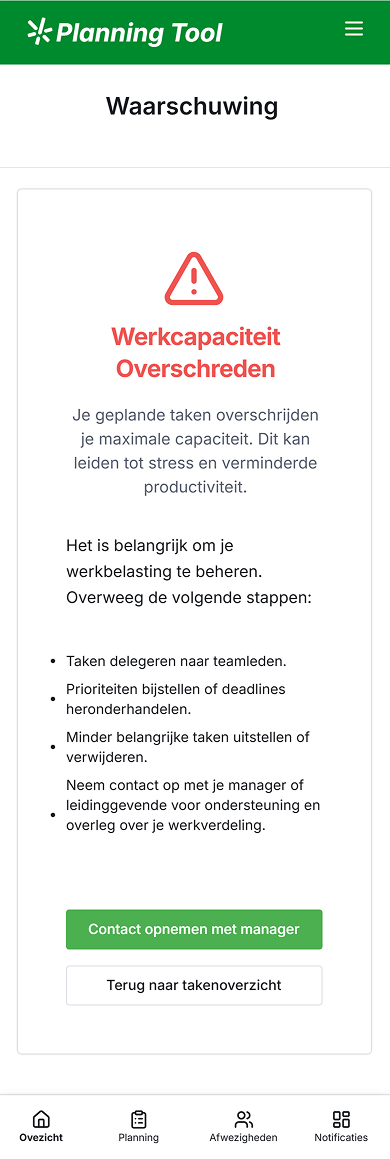 Planning Tool
Waarschuwing
Werkcapaciteit
Overschreden
Je geplande taken overschrijden
je maximale capaciteit. Dit kan
leiden tot stress en verminderde
productiviteit.
Het is belangrijk om je
werkbelasting te beheren.
Overweeg de volgende stappen:
• Taken delegeren naar teamleden.
• Prioriteiten bijstellen of deadlines
heronderhandelen.
• Minder belangrijke taken uitstellen of
verwijderen.
• Neem contact op met je manager of
leidinggevende voor ondersteuning en
overleg over je werkverdeling.
Contact opnemen met manager
Terug naar takenoverzicht
Ovezicht Planning Afwezigheden Notificaties